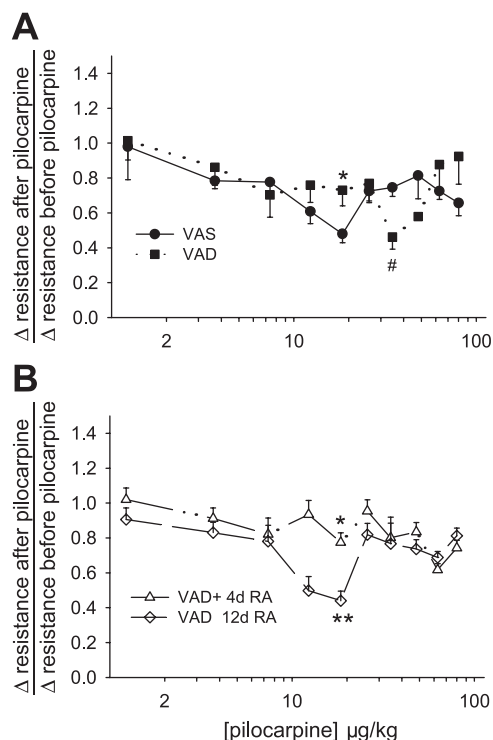 A
Δ resistance after pilocarpine
Δ resistance before pilocarpine
1.4
1.2
1.0
0.8
0.6
0.4
0.2
0.0
*
#
VAS
VAD
2
10
100
B
Δ resistance after pilocarpine
Δ resistance before pilocarpine
1.4
1.2
1.0
0.8
0.6
0.4
0.2
0.0
*
**
VAD+ 4d RA
VAD 12d RA
2
10
100
[pilocarpine] µg/kg